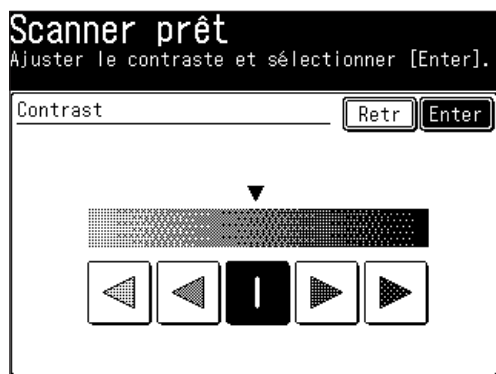 Scanner prêt
Ajuster le contraste et sélectionner [Enter].
Contrast
Retr
Enter